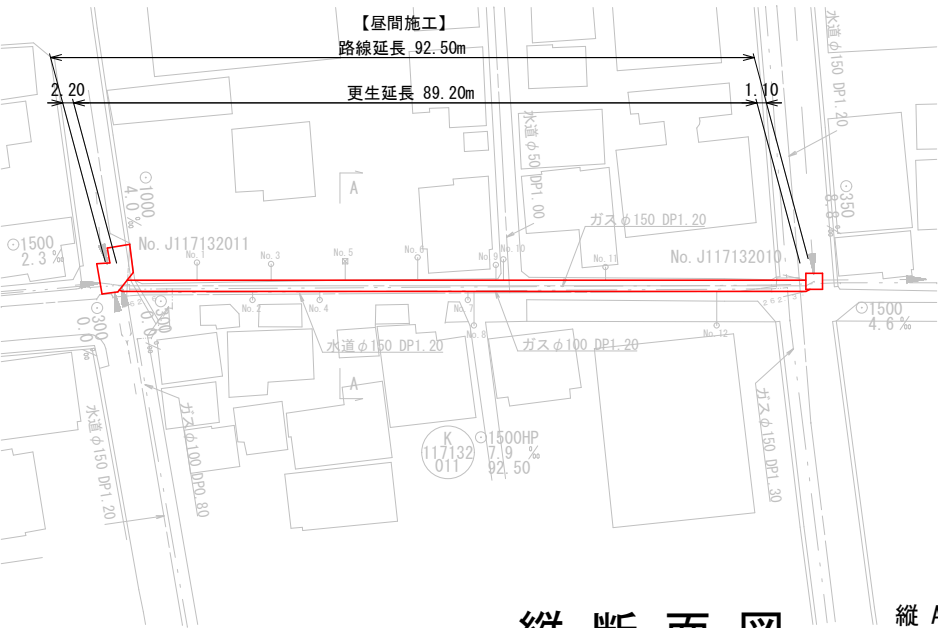 【昼間施工】
路線延長 92.50m
2.20
更生延長 89.20m
1.10
水道φ150 DP1.20
水道φ50 DP1.00
⊙1000
4.0 ‰
A
⊙350
8.8 ‰
ガスφ150 DP1.20
⊙1500
2.3 ‰
No. J117132011
No. J117132010
No.1
No.3
No.5
No.6
No.9
No.10
No.11
No.2
No.4
No.7
No.8
No.12
⊙300
0.0 ‰
⊙300
0.0 ‰
⊙1500
4.6 ‰
水道φ150 DP1.20
ガスφ100 DP1.20
A
水道φ150 DP1.20
ガスφ100 DP0.80
ガスφ150 DP1.30
K
117132
011
⊙1500HP
7.9 ‰
92.50
縦断面図
縦 A